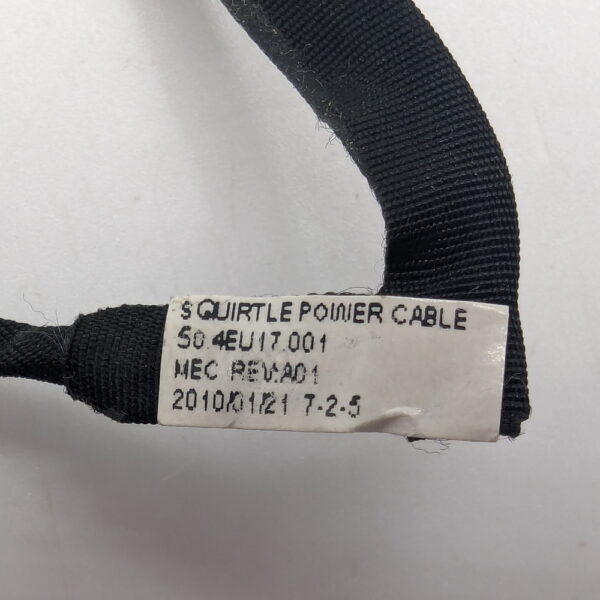 SQUIRTLE POWER CABLE
50.4EU17.001
MEC REV:A01
2010/01/21 7-2-5